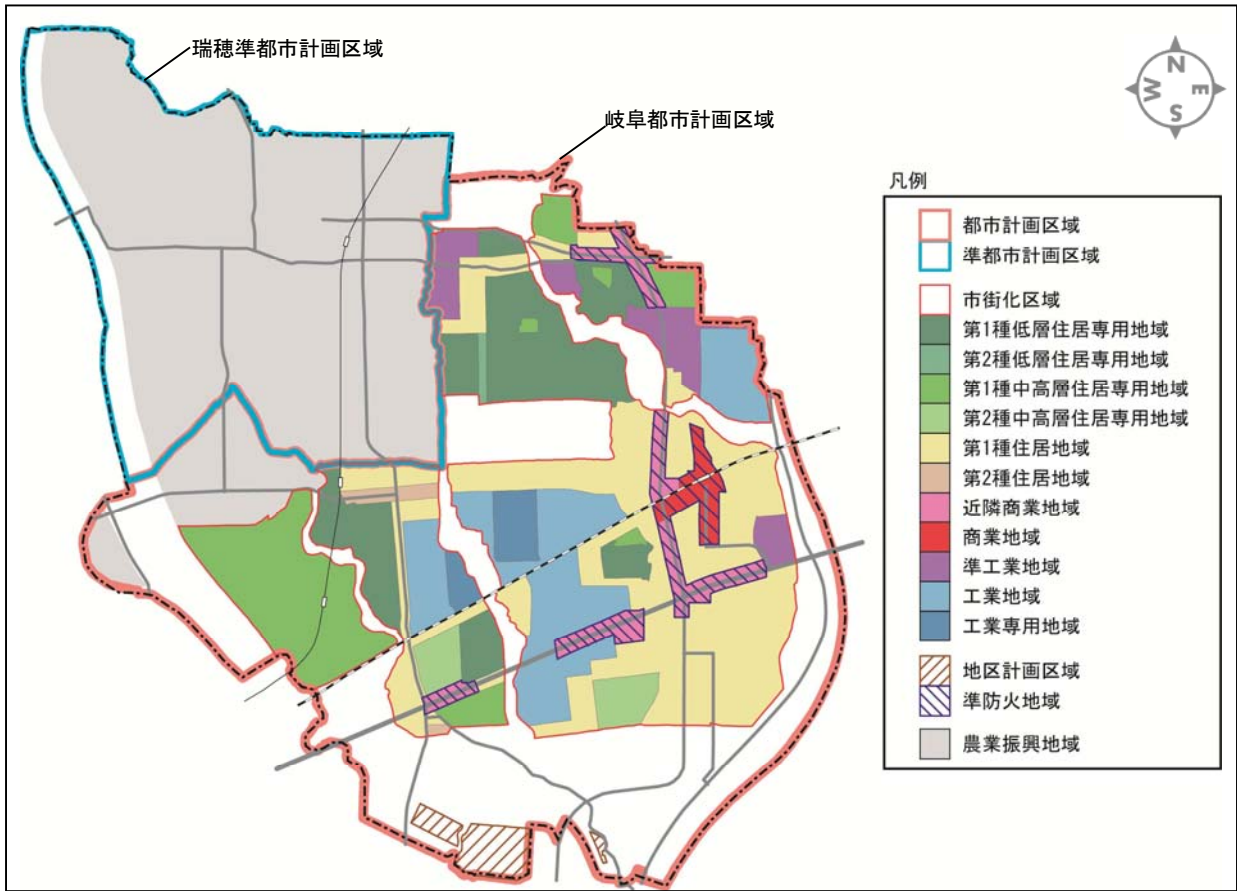 瑞穂準都市計画区域
岐阜都市計画区域
N
W
E
S
凡例
都市計画区域
準都市計画区域
市街化区域
第1種低層住居専用地域
第2種低層住居専用地域
第1種中高層住居専用地域
第2種中高層住居専用地域
第1種住居地域
第2種住居地域
近隣商業地域
商業地域
準工業地域
工業地域
工業専用地域
地区計画区域
準防火地域
農業振興地域